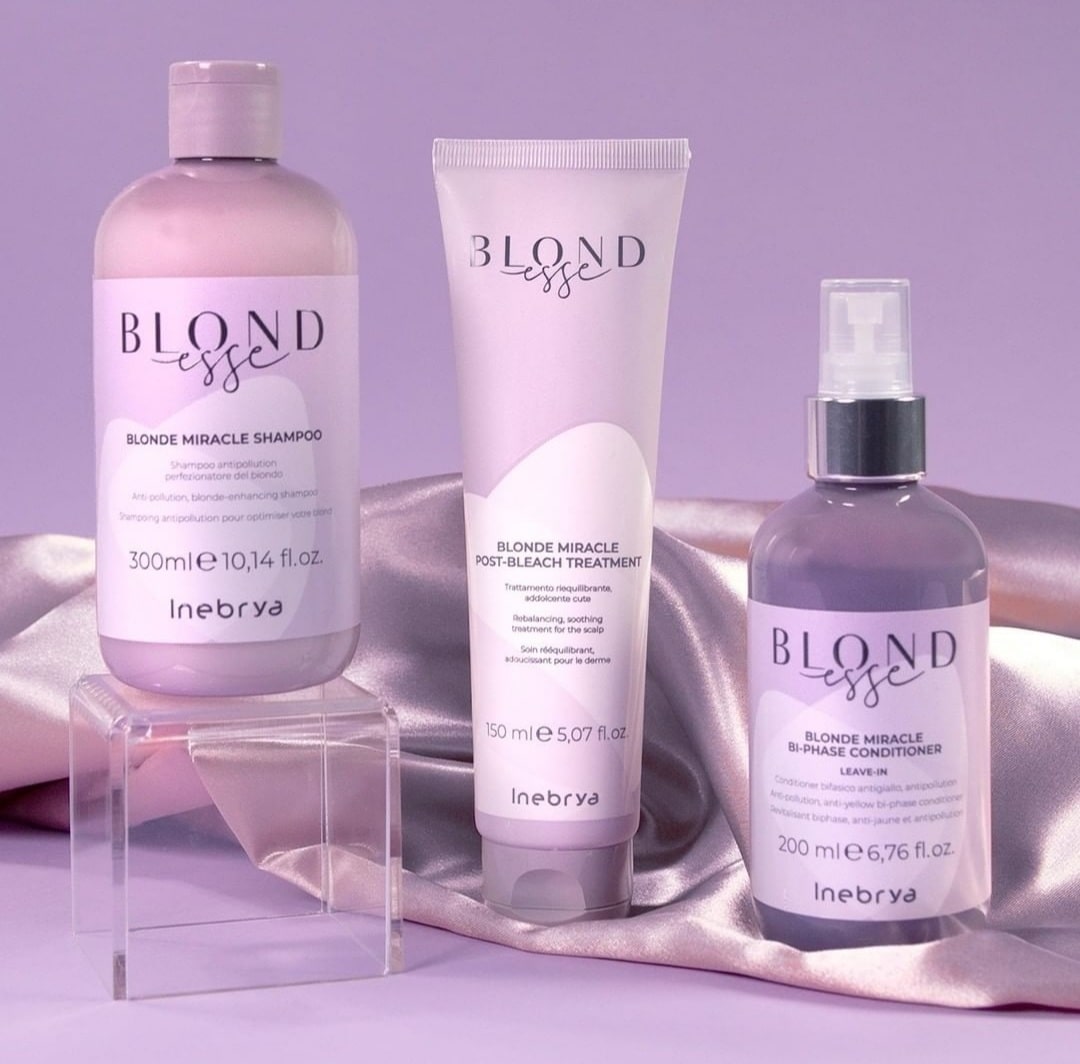 BLOND
esse
BLONDE MIRACLE SHAMPOO
Shampoo antipollution
perfezionatore del biondo
Anti pollution, blonde-enhancing shampoo
Shampoing antipollution pour optimiser votre blond
300ml e 10,14 fl.oz.
Inebrya
BLOND
esse
BLONDE MIRACLE
POST-BLEACH TREATMENT
Trattamento riequilibrante,
addolcente cute
Rebalancing, soothing
treatment for the scalp
Soin rééquilibrant,
adoucissant pour le derme
150 ml e 5,07 fl.oz.
Inebrya
BLOND
esse
BLONDE MIRACLE
BI-PHASE CONDITIONER
LEAVE-IN
Conditioner bifasico antigiallo, antipollution
Anti-pollution, anti-yellow bi-phase conditioner
Revitalisant biphase, anti-jaune et antipollution
200 ml e 6,76 fl.oz.
Inebrya